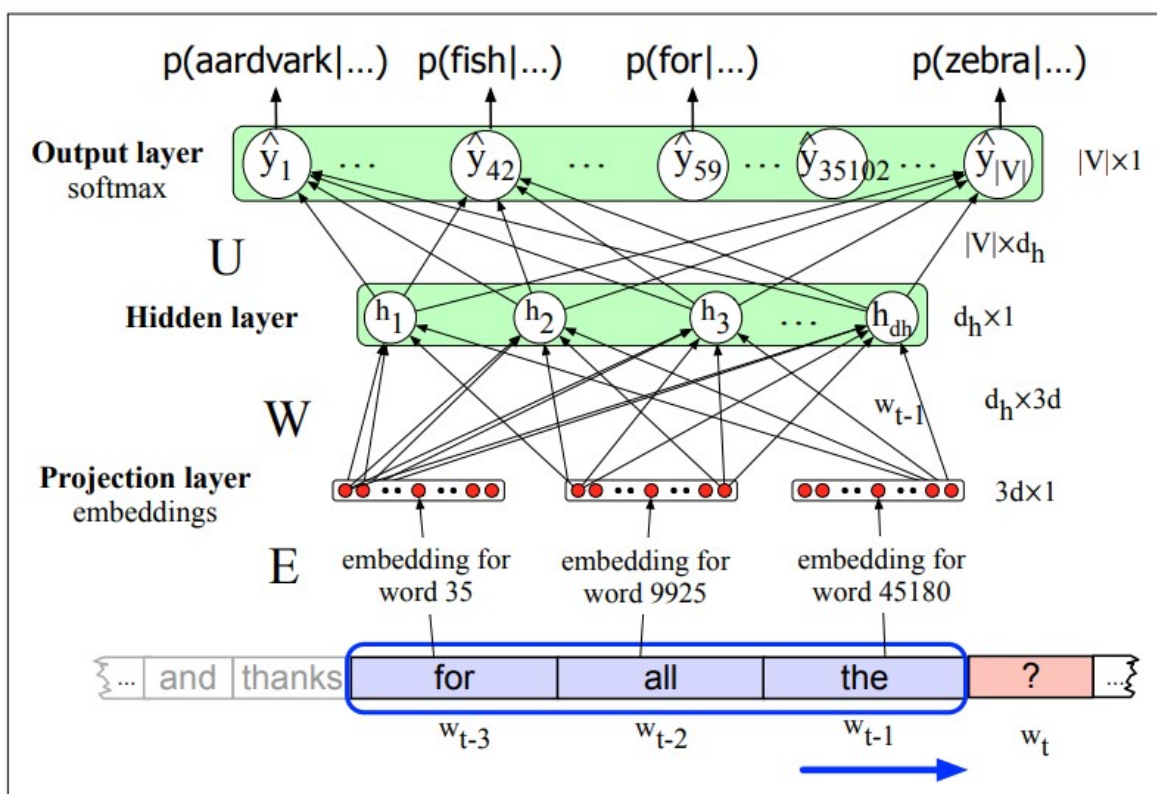 p(aardvark|...) p(fish|...) p(for|...) p(zebra|...)
Output layer
softmax
ŷ1 ... ŷ42 ... ŷ59 ... ŷ35102 ... ŷ|V|
|V|×1
U
|V|×dh
Hidden layer
h1 h2 h3 ... hdh
dh×1
W
wt-1
dh×3d
Projection layer
embeddings
3d×1
E
embedding for
word 35
embedding for
word 9925
embedding for
word 45180
... and thanks for all the ? ...
wt-3 wt-2 wt-1 wt